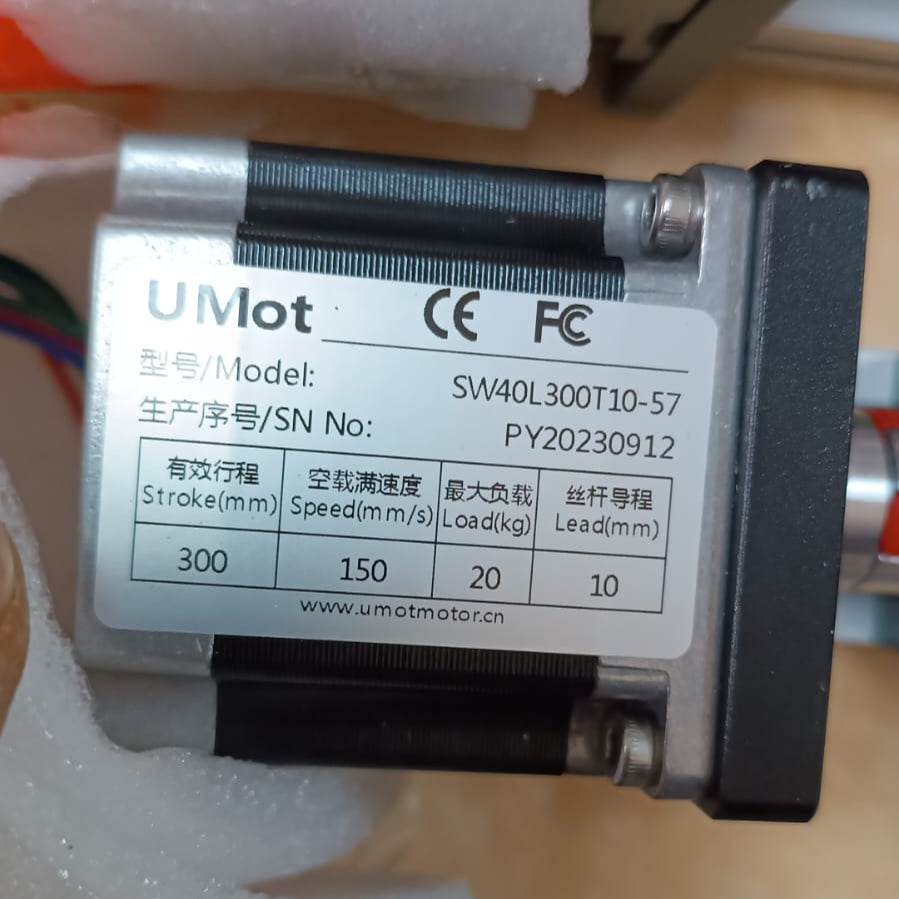 UMot CE FC
型号/Model: SW40L300T10-57
生产序号/SN No: PY20230912
有效行程 空载满速度 最大负载 丝杆导程
Stroke(mm) Speed(mm/s) Load(kg) Lead(mm)
300 150 20 10
www.umotmotor.cn